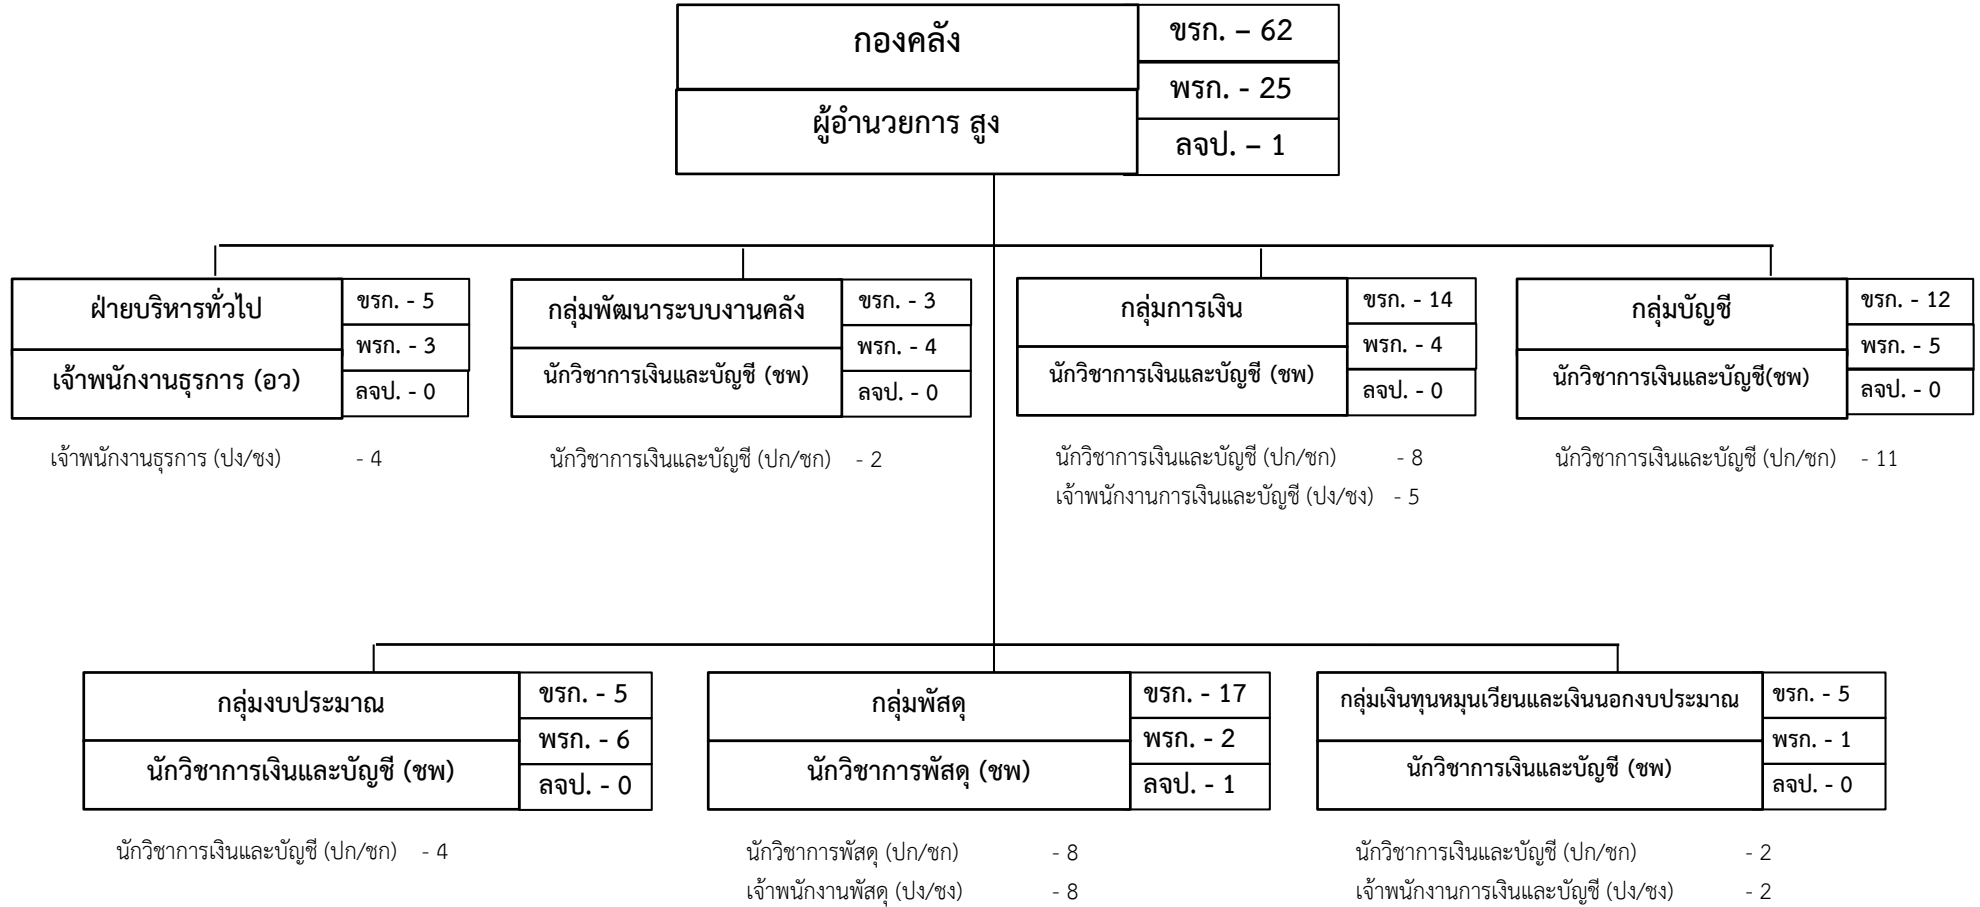 กองคลัง
ขรก. – 62
พรก. - 25
ผู้อำนวยการ สูง
ลจป. – 1
ฝ่ายบริหารทั่วไป
ขรก. - 5
พรก. - 3
เจ้าพนักงานธุรการ (อว)
ลจป. - 0
เจ้าพนักงานธุรการ (ปง/ชง) - 4
กลุ่มพัฒนาระบบงานคลัง
ขรก. - 3
พรก. - 4
นักวิชาการเงินและบัญชี (ชพ)
ลจป. - 0
นักวิชาการเงินและบัญชี (ปก/ชก) - 2
กลุ่มการเงิน
ขรก. - 14
พรก. - 4
นักวิชาการเงินและบัญชี (ชพ)
ลจป. - 0
นักวิชาการเงินและบัญชี (ปก/ชก) - 8
เจ้าพนักงานการเงินและบัญชี (ปง/ชง) - 5
กลุ่มบัญชี
ขรก. - 12
พรก. - 5
นักวิชาการเงินและบัญชี(ชพ)
ลจป. - 0
นักวิชาการเงินและบัญชี (ปก/ชก) - 11
กลุ่มงบประมาณ
ขรก. - 5
พรก. - 6
นักวิชาการเงินและบัญชี (ชพ)
ลจป. - 0
นักวิชาการเงินและบัญชี (ปก/ชก) - 4
กลุ่มพัสดุ
ขรก. - 17
พรก. - 2
นักวิชาการพัสดุ (ชพ)
ลจป. - 1
นักวิชาการพัสดุ (ปก/ชก) - 8
เจ้าพนักงานพัสดุ (ปง/ชง) - 8
กลุ่มเงินทุนหมุนเวียนและเงินนอกงบประมาณ
ขรก. - 5
พรก. - 1
นักวิชาการเงินและบัญชี (ชพ)
ลจป. - 0
นักวิชาการเงินและบัญชี (ปก/ชก) - 2
เจ้าพนักงานการเงินและบัญชี (ปง/ชง) - 2